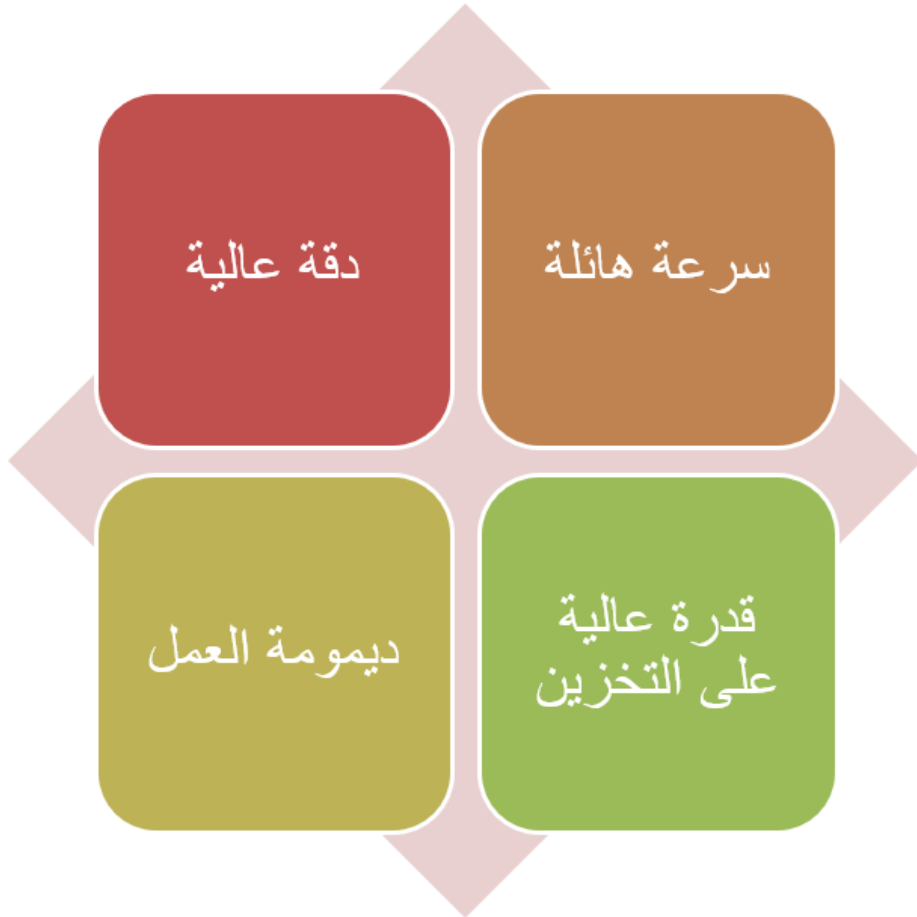 سرعة هائلة
دقة عالية
قدرة عالية
على التخزين
ديمومة العمل